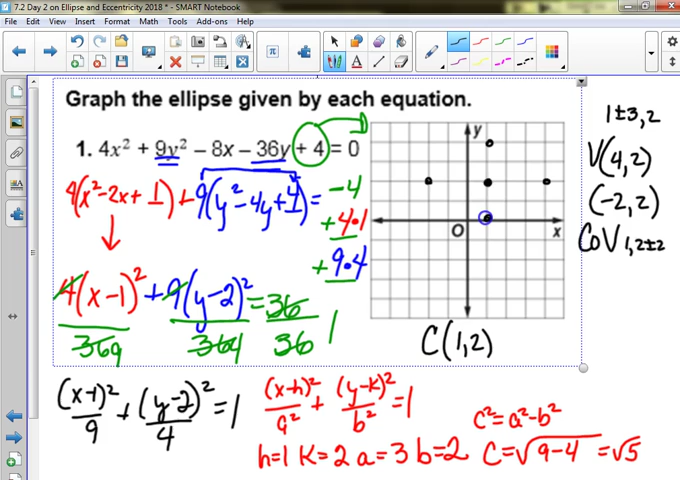 7.2 Day 2 on Ellipse and Eccentricity 2018 * - SMART Notebook
File Edit View Insert Format Tools Add-ons Help
Graph the ellipse given by each equation.
1. 4x² + 9y² − 8x − 36y + 4 = 0
4(x²-2x+1)+9(y²-4y+4)= -4
+4•1
+9•4
4(x-1)²+9(y-2)²=36
369 364 36 1
y
O x
C(1,2)
1±3,2
V(4,2)
(-2,2)
CoV 1,2±2
(x-1)²/9 + (y-2)²/4 = 1
(x-h)²/a² + (y-k)²/b² = 1
h=1 K=2 a=3 b=2
c²=a²-b²
C=√9-4 =√5